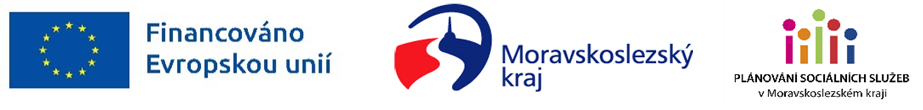 Financováno
Evropskou unií
Moravskoslezský
kraj
PLÁNOVÁNÍ SOCIÁLNÍCH SLUŽEB
v Moravskoslezském kraji